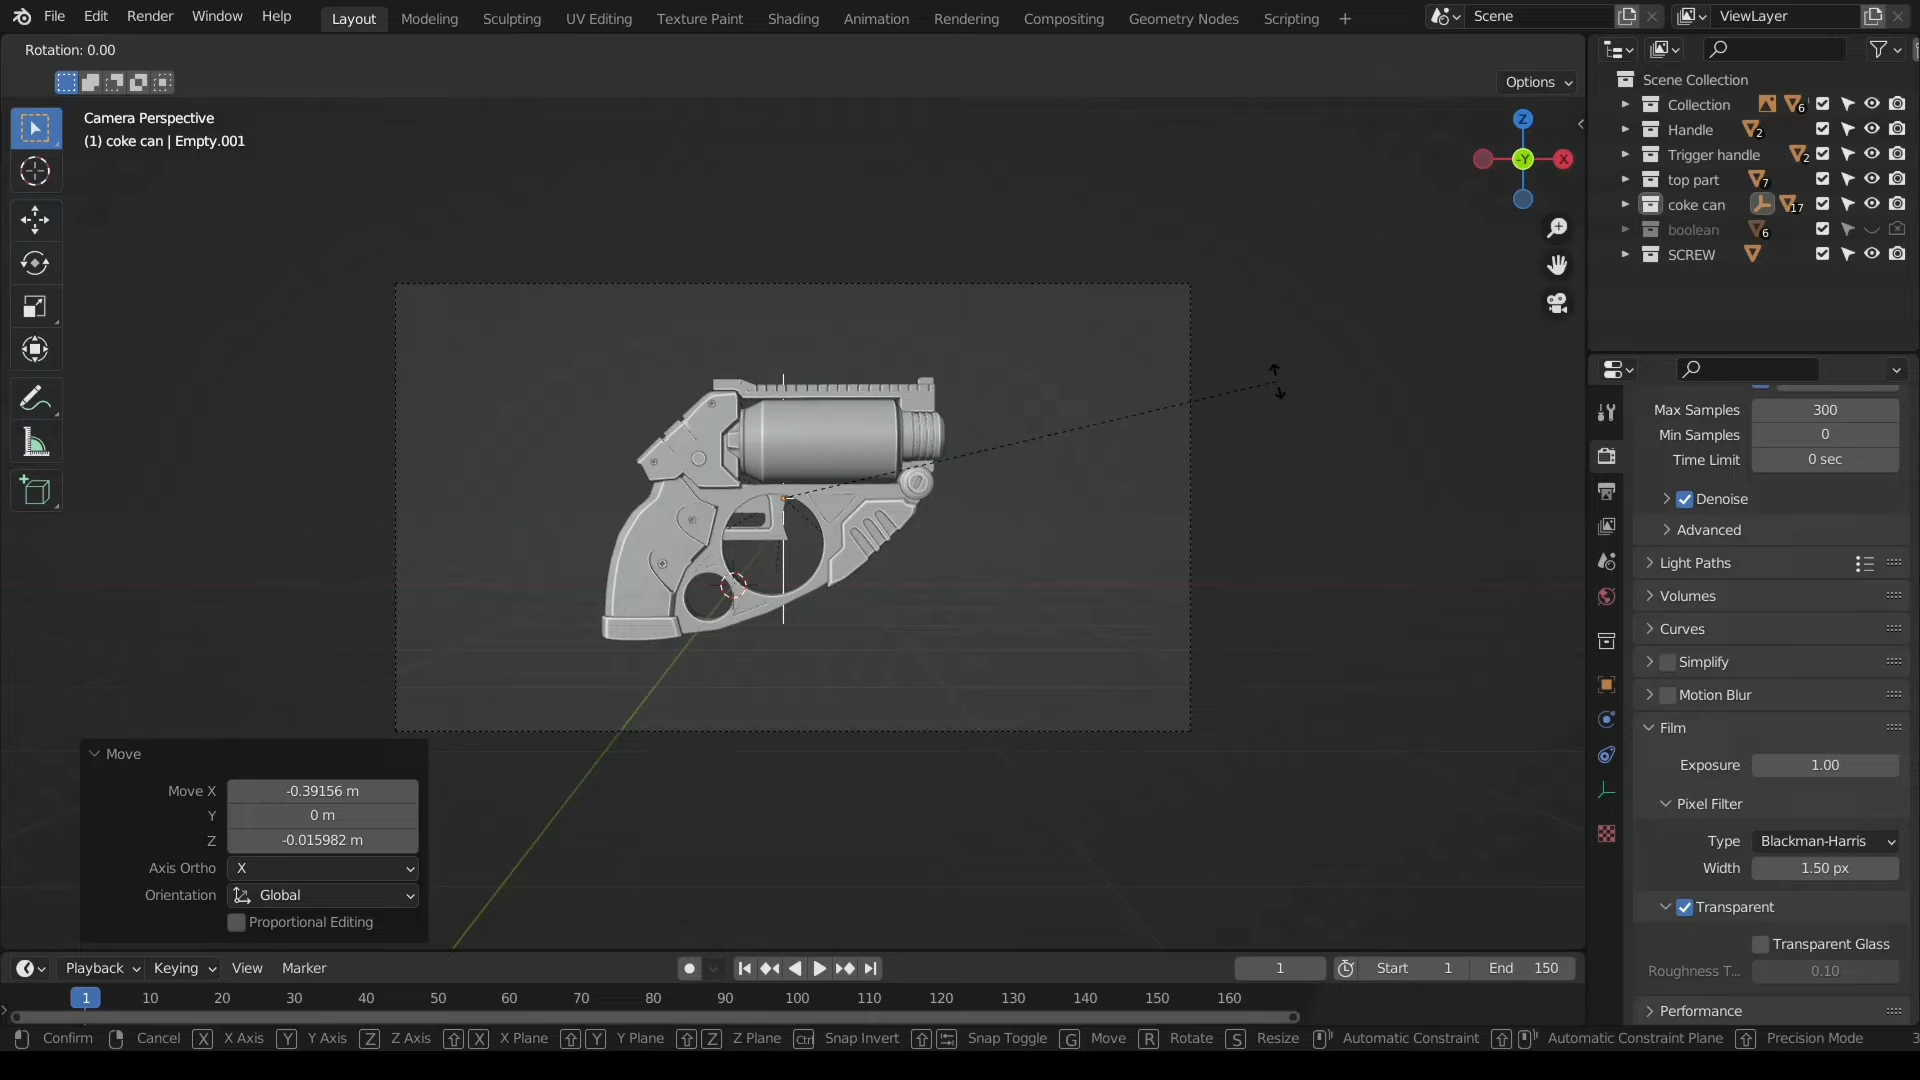 File Edit Render Window Help
Layout Modeling Sculpting UV Editing Texture Paint Shading Animation Rendering Compositing Geometry Nodes Scripting +
Scene
ViewLayer
Rotation: 0.00
Options
Camera Perspective
(1) coke can | Empty.001
Z
-Y
X
Scene Collection
Collection 6
Handle 2
Trigger handle 2
top part 7
coke can 17
boolean 6
SCREW
Max Samples 300
Min Samples 0
Time Limit 0 sec
Denoise
Advanced
Light Paths
Volumes
Curves
Simplify
Motion Blur
Film
Exposure 1.00
Pixel Filter
Type Blackman-Harris
Width 1.50 px
Transparent
Transparent Glass
Roughness T... 0.10
Performance
Move
Move X -0.39156 m
Y 0 m
Z -0.015982 m
Axis Ortho X
Orientation Global
Proportional Editing
Playback Keying View Marker
1 Start 1 End 150
1 10 20 30 40 50 60 70 80 90 100 110 120 130 140 150 160
Confirm Cancel X X Axis Y Y Axis Z Z Axis X X Plane Y Y Plane Z Z Plane Ctrl Snap Invert Snap Toggle G Move R Rotate S Resize Automatic Constraint Automatic Constraint Plane Precision Mode